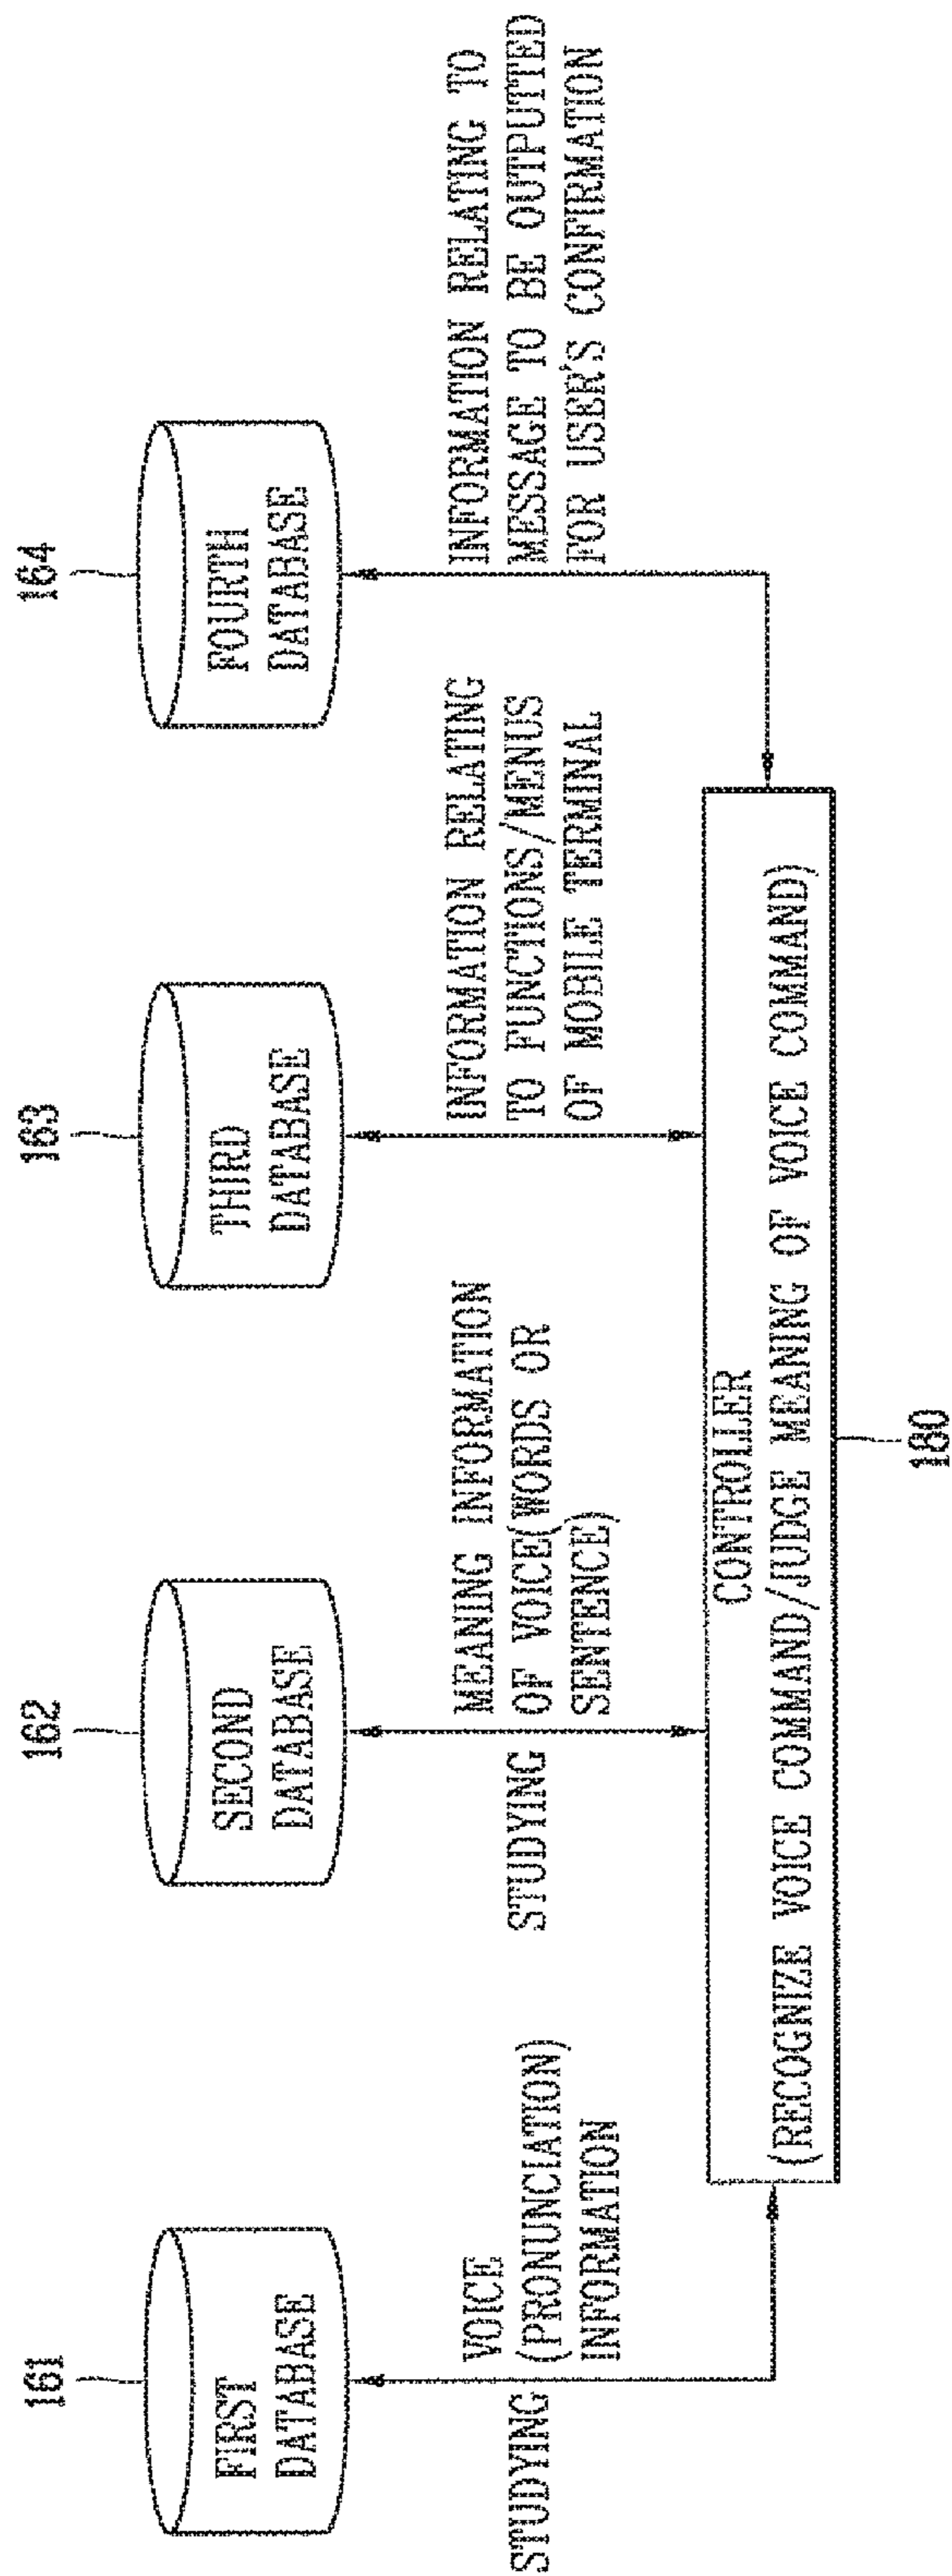 161
FIRST
DATABASE
162
SECOND
DATABASE
163
THIRD
DATABASE
164
FOURTH
DATABASE
STUDYING
VOICE
(PRONUNCIATION)
INFORMATION
STUDYING
MEANING INFORMATION
OF VOICE(WORDS OR
SENTENCE)
INFORMATION RELATING
TO FUNCTIONS/MENUS
OF MOBILE TERMINAL
INFORMATION RELATING TO
MESSAGE TO BE OUTPUTTED
FOR USER'S CONFIRMATION
CONTROLLER
(RECOGNIZE VOICE COMMAND/JUDGE MEANING OF VOICE COMMAND)
180